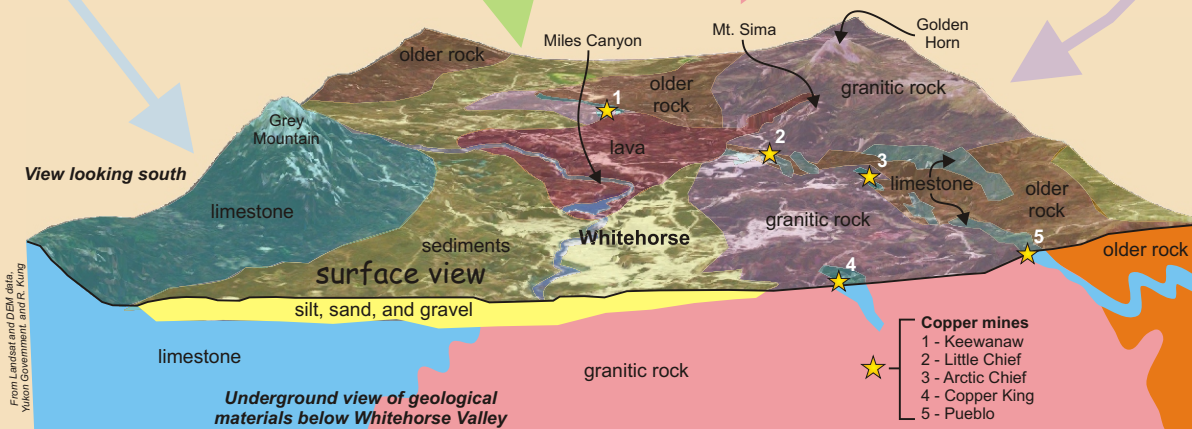 older rock
Miles Canyon
Mt. Sima
Golden
Horn
older
rock
granitic rock
1
Grey
Mountain
lava
2
3
View looking south
limestone
limestone
older
rock
granitic rock
sediments
Whitehorse
surface view
4
5
older rock
silt, sand, and gravel
limestone
granitic rock
Underground view of geological
materials below Whitehorse Valley
Copper mines
1 - Keewanaw
2 - Little Chief
3 - Arctic Chief
4 - Copper King
5 - Pueblo
From Landsat and DEM data,
Yukon Government. and R. Kung